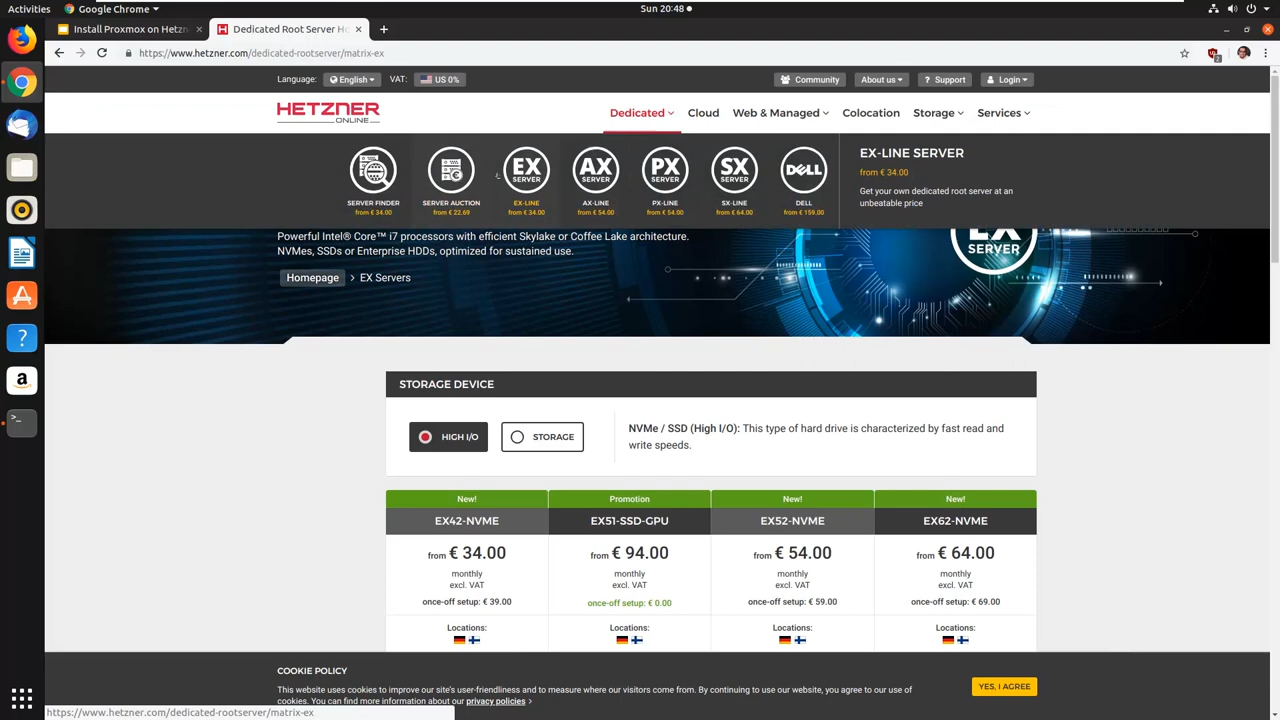 Activities
Google Chrome
Sun 20:48
Install Proxmox on Hetzn
Dedicated Root Server Ho
https://www.hetzner.com/dedicated-rootserver/matrix-ex
2
Language:
English
VAT:
US 0%
Community
About us
? Support
Login
HETZNER
ONLINE
Dedicated
Cloud
Web & Managed
Colocation
Storage
Services
EX
SERVER
AX
SERVER
PX
SERVER
SX
SERVER
DELL
SERVER FINDER
from € 34.00
SERVER AUCTION
from € 22.69
EX-LINE
from € 34.00
AX-LINE
from € 54.00
PX-LINE
from € 54.00
SX-LINE
from € 64.00
DELL
from € 159.00
EX-LINE SERVER
from € 34.00
Get your own dedicated root server at an
unbeatable price
Powerful Intel® Core™ i7 processors with efficient Skylake or Coffee Lake architecture.
NVMes, SSDs or Enterprise HDDs, optimized for sustained use.
EX
SERVER
Homepage
> EX Servers
STORAGE DEVICE
HIGH I/O
STORAGE
NVMe / SSD (High I/O): This type of hard drive is characterized by fast read and
write speeds.
New!
EX42-NVME
from € 34.00
monthly
excl. VAT
once-off setup: € 39.00
Locations:
Promotion
EX51-SSD-GPU
from € 94.00
monthly
excl. VAT
once-off setup: € 0.00
Locations:
New!
EX52-NVME
from € 54.00
monthly
excl. VAT
once-off setup: € 59.00
Locations:
New!
EX62-NVME
from € 64.00
monthly
excl. VAT
once-off setup: € 69.00
Locations:
COOKIE POLICY
This website uses cookies to improve our site's user-friendliness and to measure where our visitors come from. By continuing to use our website, you agree to our use of
cookies. You can find more information about our privacy policies >
YES, I AGREE
https://www.hetzner.com/dedicated-rootserver/matrix-ex